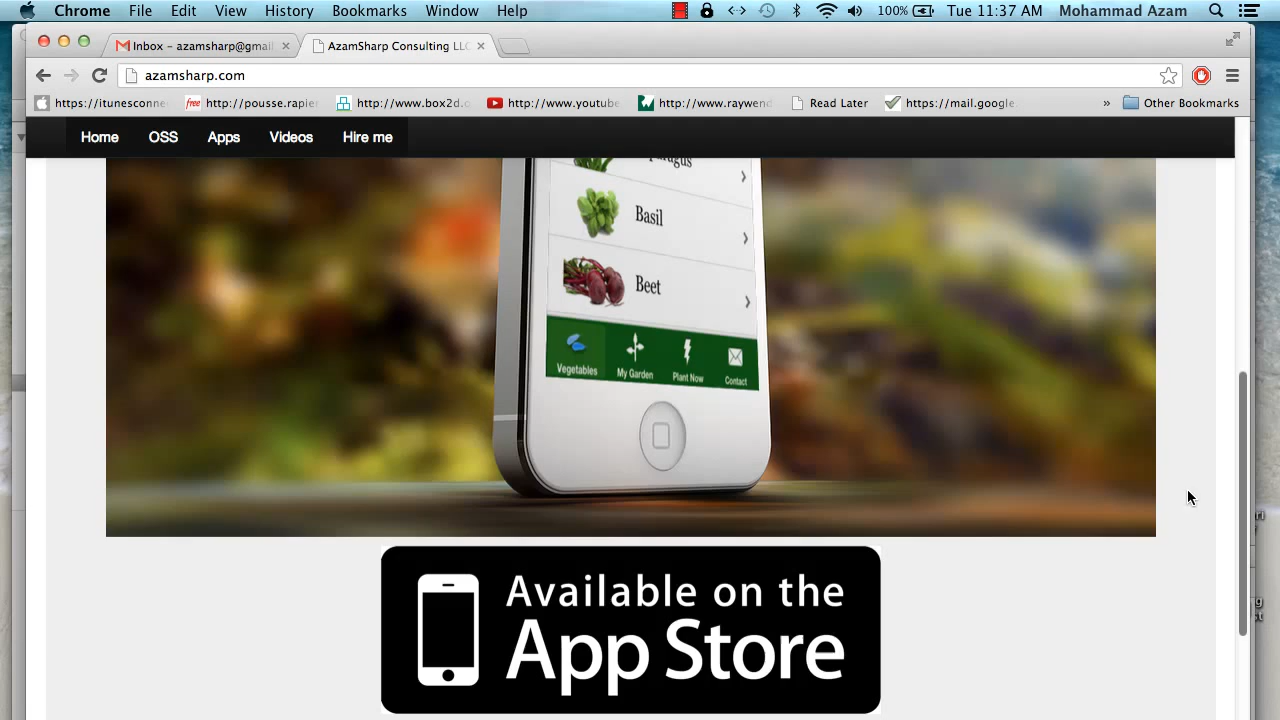 Chrome File Edit View History Bookmarks Window Help 100% Tue 11:37 AM Mohammad Azam
Inbox - azamsharp@gmail
AzamSharp Consulting LLC
azamsharp.com
https://itunesconne
free http://pousse.rapie
http://www.box2d.o
http://www.youtube
http://www.raywend
Read Later
https://mail.google.
» Other Bookmarks
Home OSS Apps Videos Hire me
Basil
Beet
Vegetables My Garden Plant Now Contact
Available on the
App Store